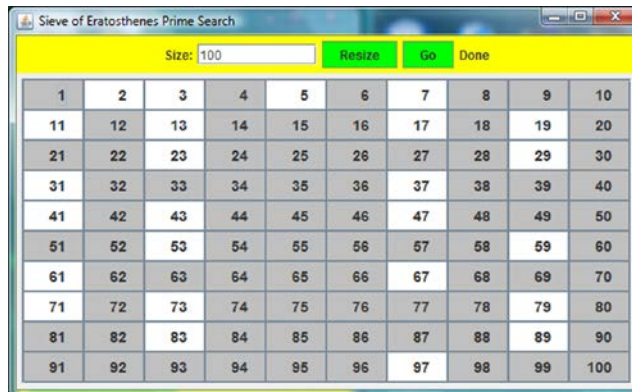 Sieve of Eratosthenes Prime Search
Size: 100 Resize Go Done
1 2 3 4 5 6 7 8 9 10
11 12 13 14 15 16 17 18 19 20
21 22 23 24 25 26 27 28 29 30
31 32 33 34 35 36 37 38 39 40
41 42 43 44 45 46 47 48 49 50
51 52 53 54 55 56 57 58 59 60
61 62 63 64 65 66 67 68 69 70
71 72 73 74 75 76 77 78 79 80
81 82 83 84 85 86 87 88 89 90
91 92 93 94 95 96 97 98 99 100